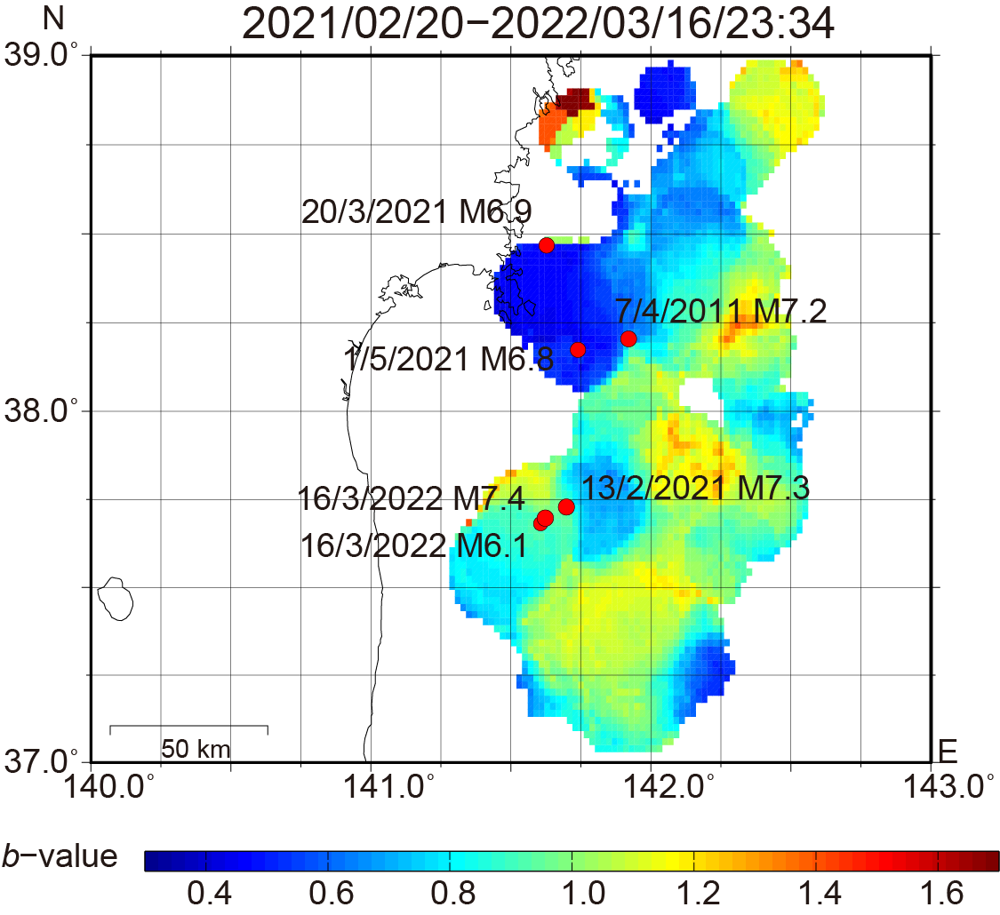 2021/02/20−2022/03/16/23:34
N
39.0°
20/3/2021 M6.9
7/4/2011 M7.2
1/5/2021 M6.8
38.0°
13/2/2021 M7.3
16/3/2022 M7.4
16/3/2022 M6.1
50 km
37.0°
E
140.0° 141.0° 142.0° 143.0°
b−value
0.4 0.6 0.8 1.0 1.2 1.4 1.6